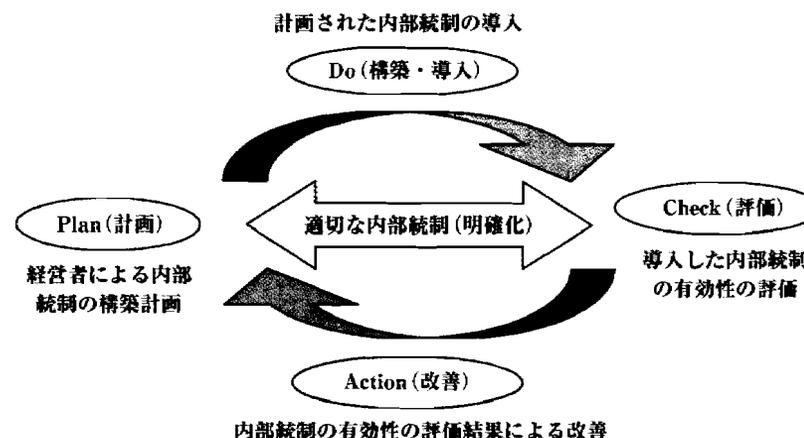 計画された内部統制の導入
Do(構築・導入)
Plan(計画)
適切な内部統制(明確化)
Check(評価)
経営者による内部
統制の構築計画
導入した内部統制
の有効性の評価
Action(改善)
内部統制の有効性の評価結果による改善